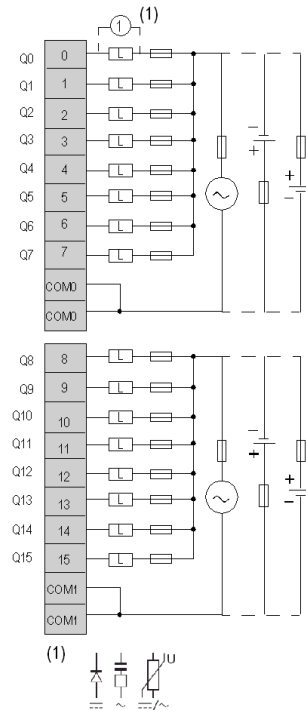 1 (1)
Q0 0 L
Q1 1 L
Q2 2 L
Q3 3 L
Q4 4 L
Q5 5 L
Q6 6 L
Q7 7 L
COM0
COM0
− + + −
Q8 8 L
Q9 9 L
Q10 10 L
Q11 11 L
Q12 12 L
Q13 13 L
Q14 14 L
Q15 15 L
COM1
COM1
− + + −
(1)
U